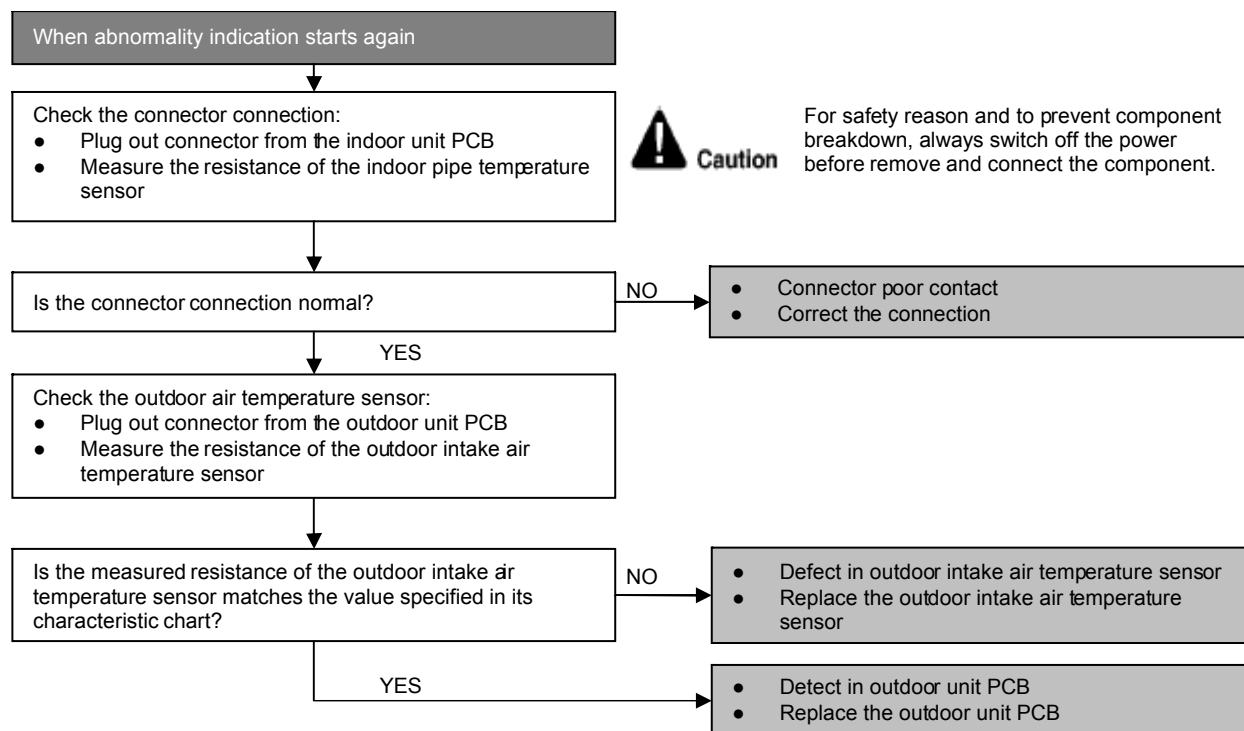 When abnormality indication starts again
Check the connector connection:
● Plug out connector from the indoor unit PCB
● Measure the resistance of the indoor pipe temperature
sensor
Caution
For safety reason and to prevent component
breakdown, always switch off the power
before remove and connect the component.
Is the connector connection normal?
NO
● Connector poor contact
● Correct the connection
YES
Check the outdoor air temperature sensor:
● Plug out connector from the outdoor unit PCB
● Measure the resistance of the outdoor intake air
temperature sensor
Is the measured resistance of the outdoor intake air
temperature sensor matches the value specified in its
characteristic chart?
NO
● Defect in outdoor intake air temperature sensor
● Replace the outdoor intake air temperature
sensor
YES
● Detect in outdoor unit PCB
● Replace the outdoor unit PCB